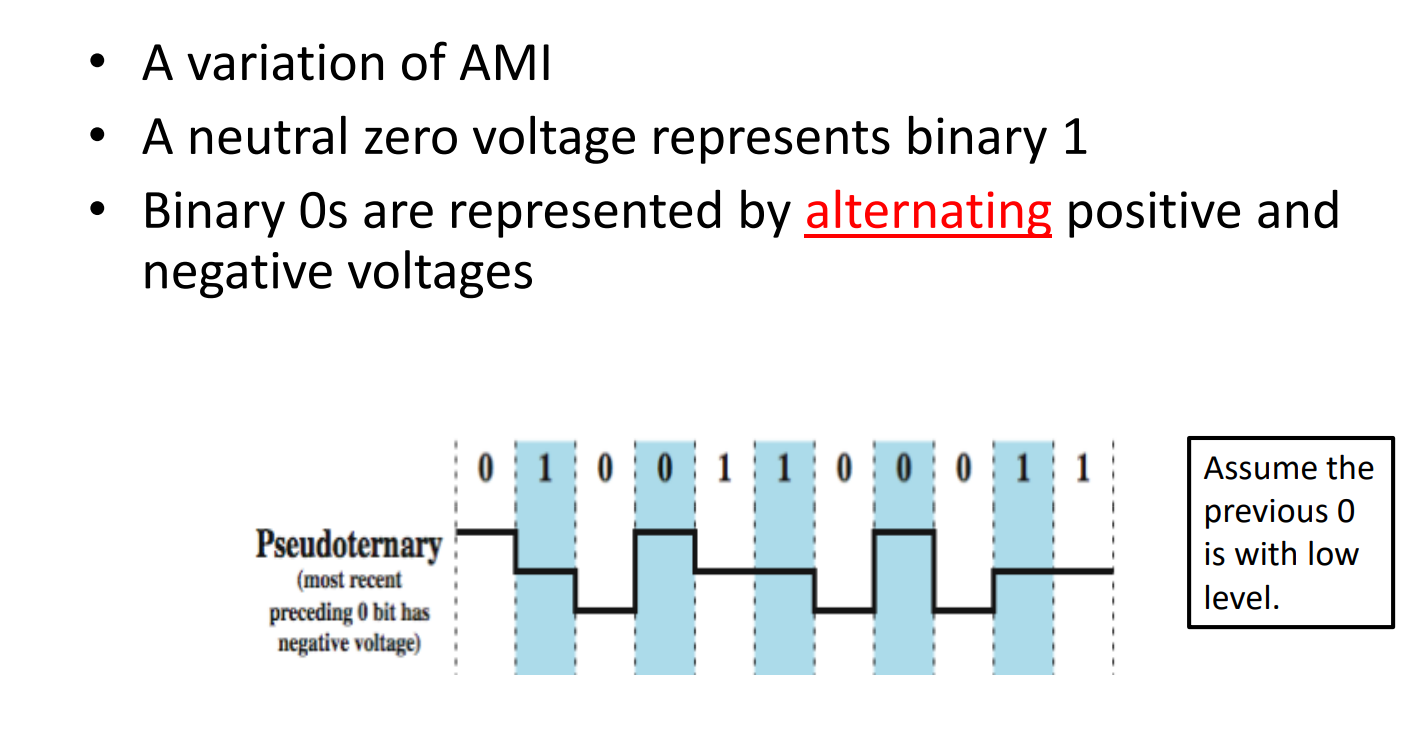 • A variation of AMI
• A neutral zero voltage represents binary 1
• Binary 0s are represented by alternating positive and
negative voltages
0 1 0 0 1 1 0 0 0 1 1
Pseudoternary
(most recent
preceding 0 bit has
negative voltage)
Assume the
previous 0
is with low
level.